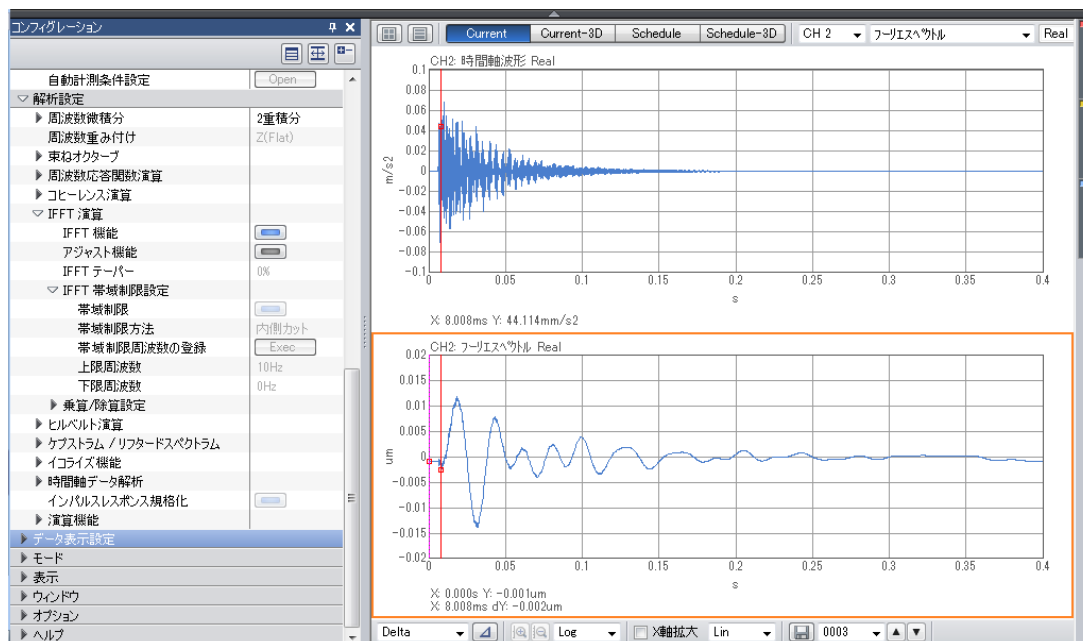 コンフィグレーション
自動計測条件設定 Open
解析設定
周波数微積分 2重積分
周波数重み付け Z(Flat)
束ねオクターブ
周波数応答関数演算
コヒーレンス演算
IFFT 演算
IFFT 機能
アジャスト機能
IFFT テーパー 0%
IFFT 帯域制限設定
帯域制限
帯域制限方法 内側カット
帯域制限周波数の登録 Exec
上限周波数 10Hz
下限周波数 0Hz
乗算/除算設定
ヒルベルト演算
ケプストラム / リフタードスペクトラム
イコライズ機能
時間軸データ解析
インパルスレスポンス規格化
演算機能
データ表示設定
モード
表示
ウィンドウ
オプション
ヘルプ
Current Current-3D Schedule Schedule-3D CH 2 フーリエスペクトル Real
CH2: 時間軸波形 Real
0.1
0.08
0.06
0.04
0.02
0
-0.02
-0.04
-0.06
-0.08
-0.1
m/s2
0 0.05 0.1 0.15 0.2 0.25 0.3 0.35 0.4
s
X: 8.008ms Y: 44.114mm/s2
CH2: フーリエスペクトル Real
0.02
0.015
0.01
0.005
0
-0.005
-0.01
-0.015
-0.02
um
0 0.05 0.1 0.15 0.2 0.25 0.3 0.35 0.4
s
X: 0.000s Y: -0.001um
X: 8.008ms dY: -0.002um
Delta Log X軸拡大 Lin 0003